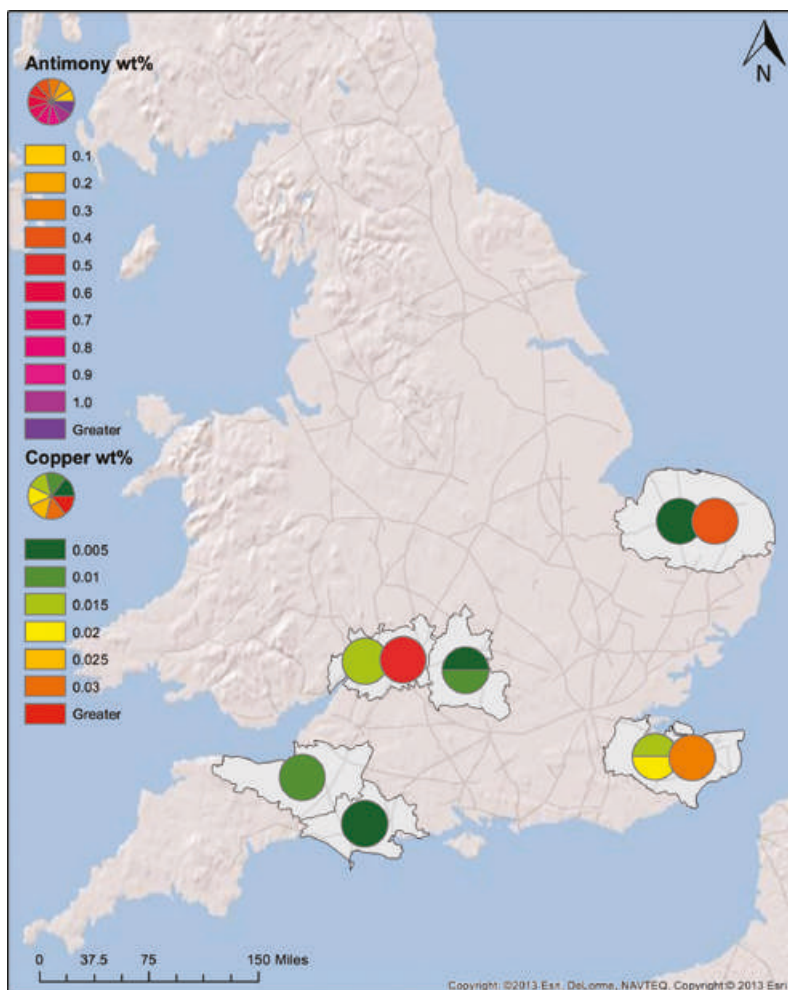 N
Antimony wt%
0.1
0.2
0.3
0.4
0.5
0.6
0.7
0.8
0.9
1.0
Greater
Copper wt%
0.005
0.01
0.015
0.02
0.025
0.03
Greater
0 37.5 75 150 Miles
Copyright: ©2013 Esri, DeLorme, NAVTEQ, Copyright:© 2013 Esri